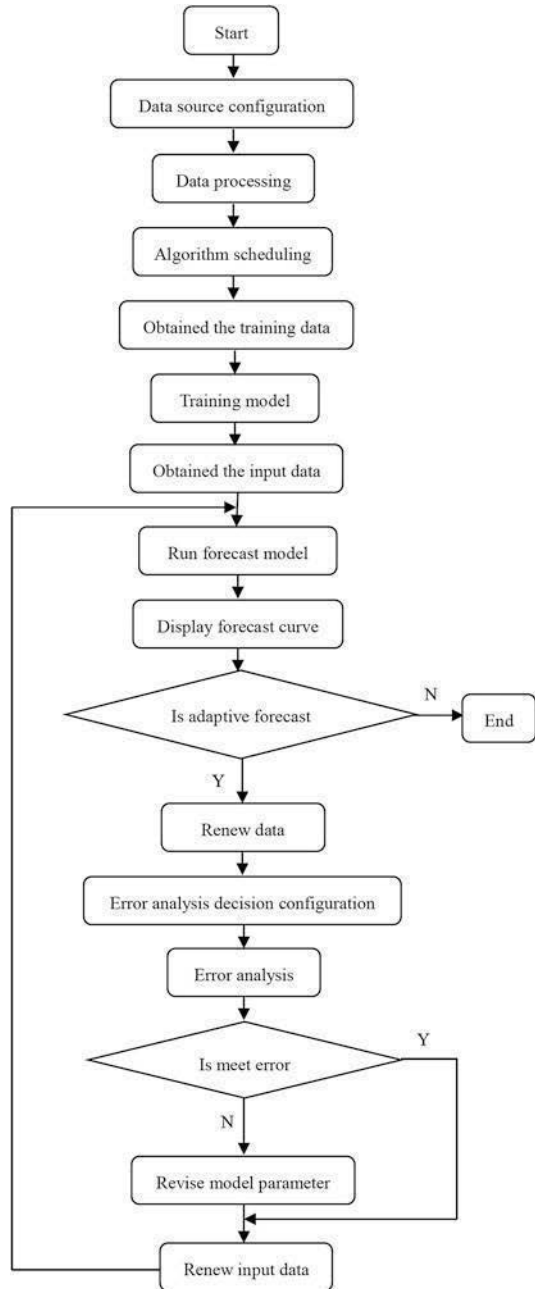 Start
Data source configuration
Data processing
Algorithm scheduling
Obtained the training data
Training model
Obtained the input data
Run forecast model
Display forecast curve
Is adaptive forecast
N
End
Y
Renew data
Error analysis decision configuration
Error analysis
Is meet error
Y
N
Revise model parameter
Renew input data